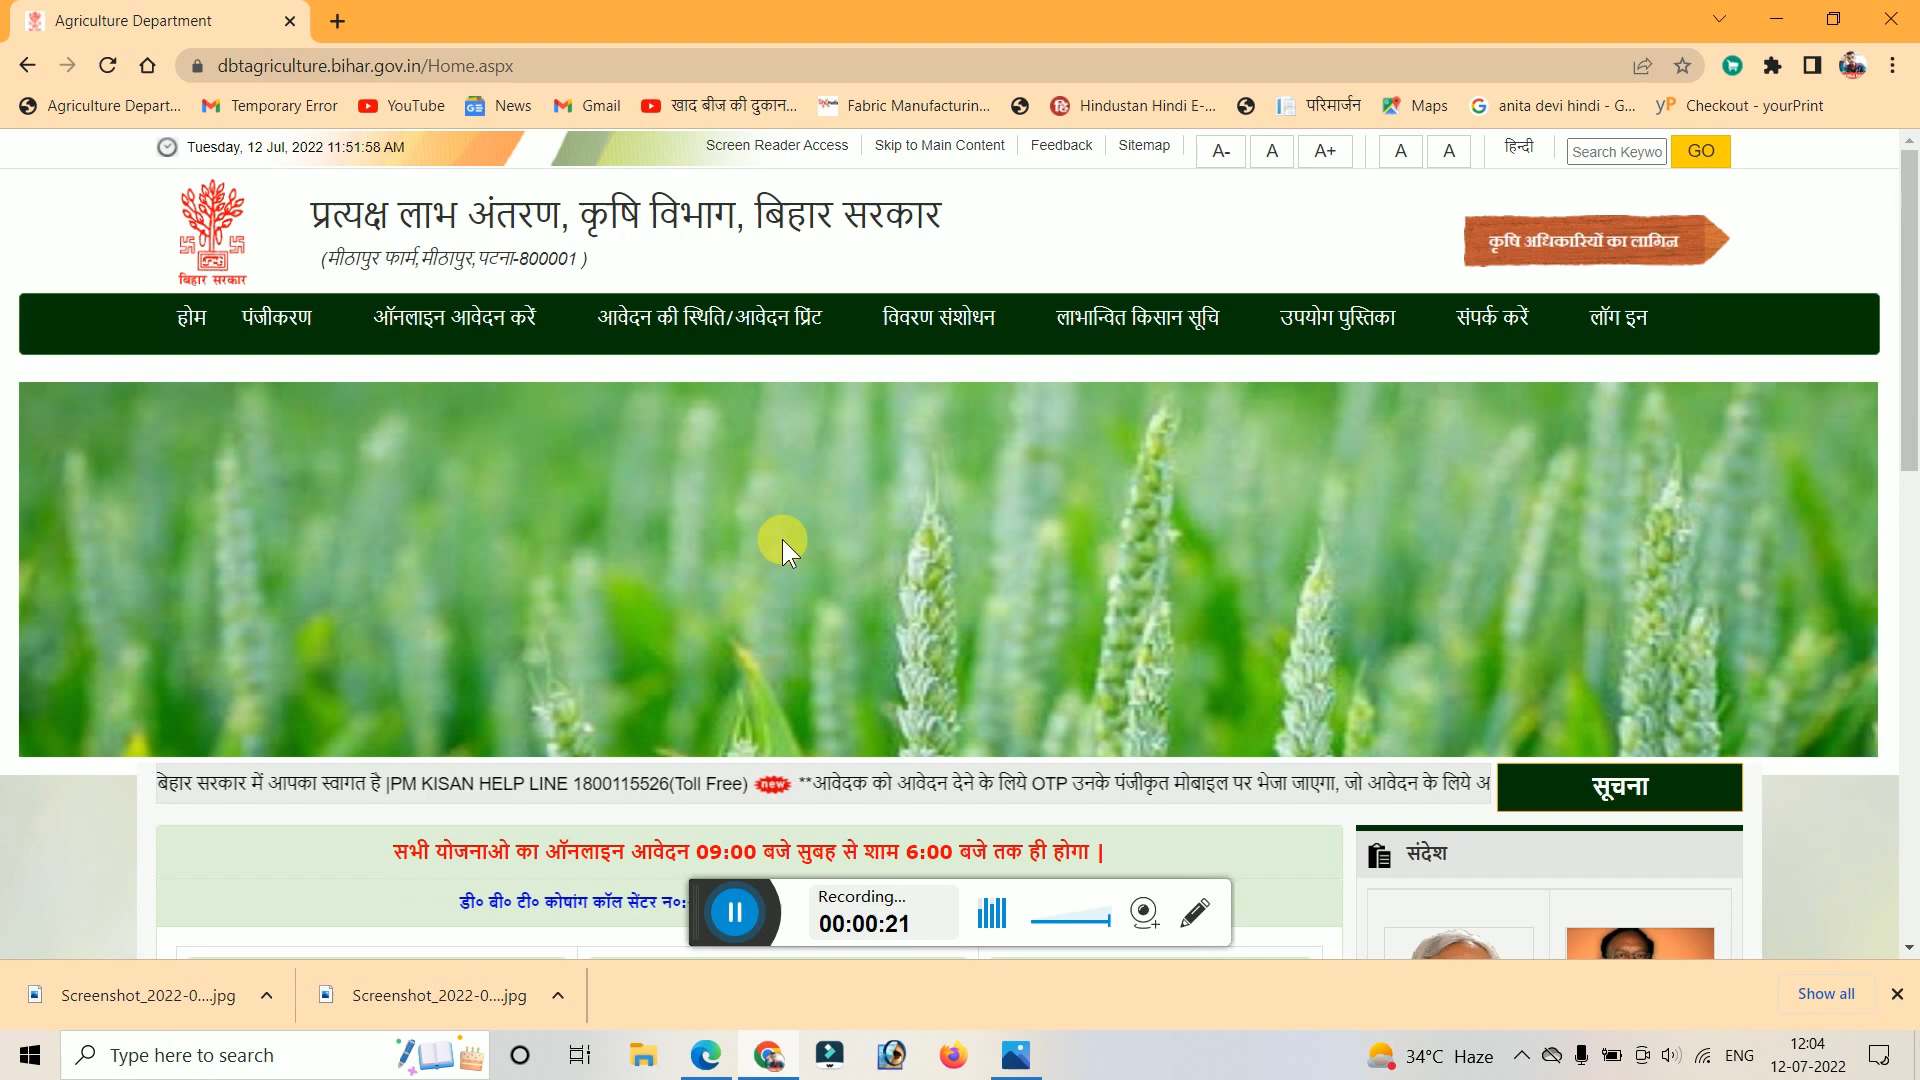 Agriculture Department
dbtagriculture.bihar.gov.in/Home.aspx
Agriculture Depart... Temporary Error YouTube News Gmail खाद बीज की दुकान... Fabric Manufacturin... Hindustan Hindi E-... परिमार्जन Maps anita devi hindi - G... Checkout - yourPrint
Tuesday, 12 Jul, 2022 11:51:58 AM Screen Reader Access Skip to Main Content Feedback Sitemap A- A A+ A A हिन्दी Search Keywo GO
प्रत्यक्ष लाभ अंतरण, कृषि विभाग, बिहार सरकार
(मीठापुर फार्म,मीठापुर,पटना-800001 )
बिहार सरकार
कृषि अधिकारियों का लागिन
होम पंजीकरण ऑनलाइन आवेदन करें आवेदन की स्थिति/आवेदन प्रिंट विवरण संशोधन लाभान्वित किसान सूचि उपयोग पुस्तिका संपर्क करें लॉग इन
बिहार सरकार में आपका स्वागत है |PM KISAN HELP LINE 1800115526(Toll Free) new **आवेदक को आवेदन देने के लिये OTP उनके पंजीकृत मोबाइल पर भेजा जाएगा, जो आवेदन के लिये अ
सूचना
सभी योजनाओ का ऑनलाइन आवेदन 09:00 बजे सुबह से शाम 6:00 बजे तक ही होगा |
संदेश
डी० बी० टी० कोषांग कॉल सेंटर न०:-
Recording...
00:00:21
Screenshot_2022-0....jpg Screenshot_2022-0....jpg Show all
Type here to search 34°C Haze ENG 12:04
12-07-2022